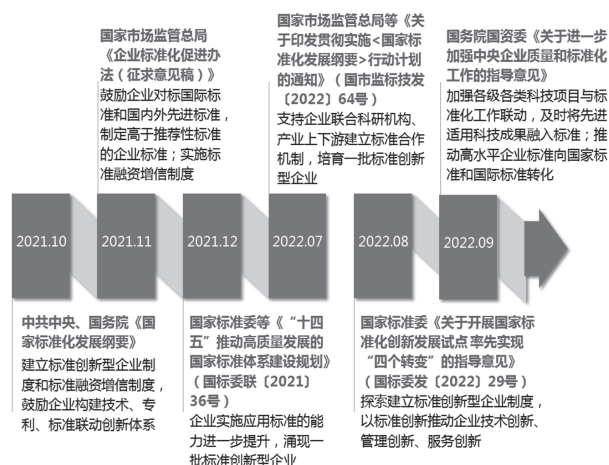 国家市场监管总局
《企业标准化促进办
法（征求意见稿）》
鼓励企业对标国际标
准和国内外先进标准，
制定高于推荐性标准
的企业标准；实施标
准融资增信制度
国家市场监管总局等《关
于印发贯彻实施<国家标
准化发展纲要>行动计划
的通知》（国市监标技发
〔2022〕64号）
支持企业联合科研机构、
产业上下游建立标准合作
机制，培育一批标准创新
型企业
国务院国资委《关于进一步
加强中央企业质量和标准化
工作的指导意见》
加强各级各类科技项目与标
准化工作联动，及时将先进
适用科技成果融入标准；推
动高水平企业标准向国家标
准和国际标准转化
2021.10
2021.11
2021.12
2022.07
2022.08
2022.09
中共中央、国务院《国
家标准化发展纲要》
建立标准创新型企业制
度和标准融资增信制度，
鼓励企业构建技术、专
利、标准联动创新体系
国家标准委等《“十四
五”推动高质量发展的
国家标准体系建设规划》
（国标委联〔2021〕
36号）
企业实施应用标准的能
力进一步提升，涌现一
批标准创新型企业
国家标准委《关于开展国家标
准化创新发展试点 率先实现
“四个转变”的指导意见》
（国标委发〔2022〕29号）
探索建立标准创新型企业制度，
以标准创新推动企业技术创新、
管理创新、服务创新